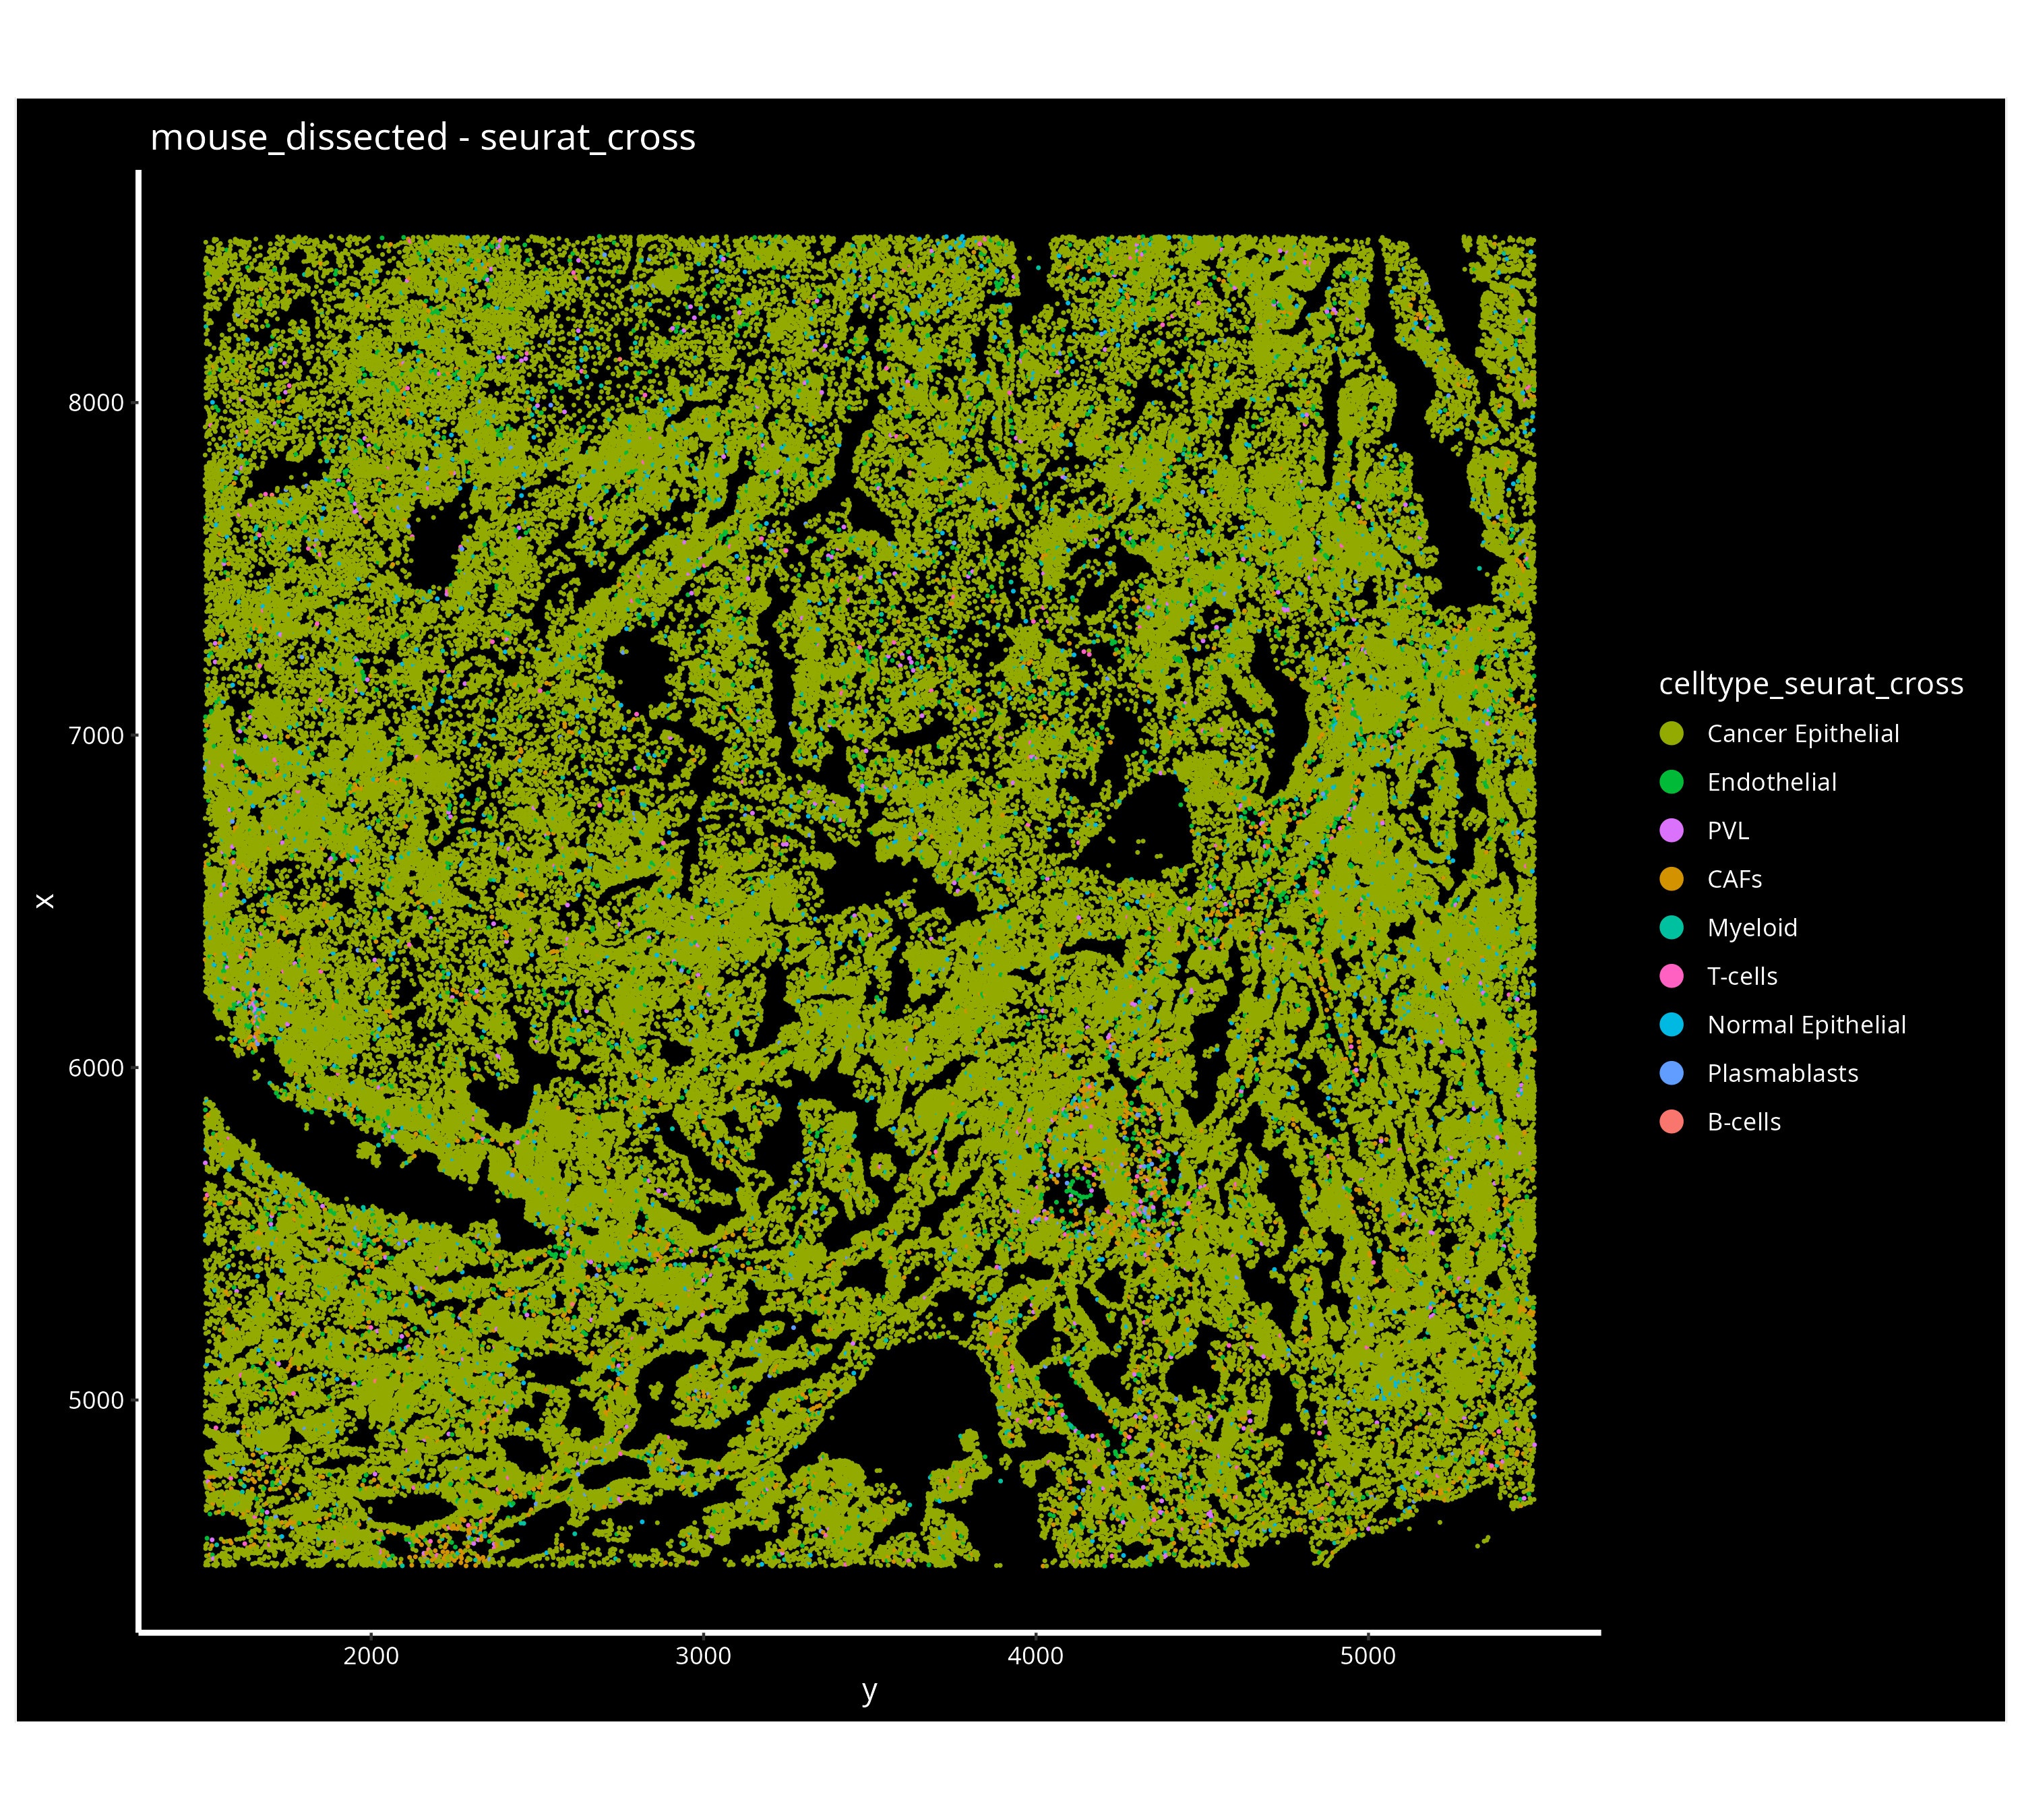 mouse_dissected - seurat_cross
x
8000
7000
6000
5000
2000 3000 4000 5000
y
celltype_seurat_cross
Cancer Epithelial
Endothelial
PVL
CAFs
Myeloid
T-cells
Normal Epithelial
Plasmablasts
B-cells